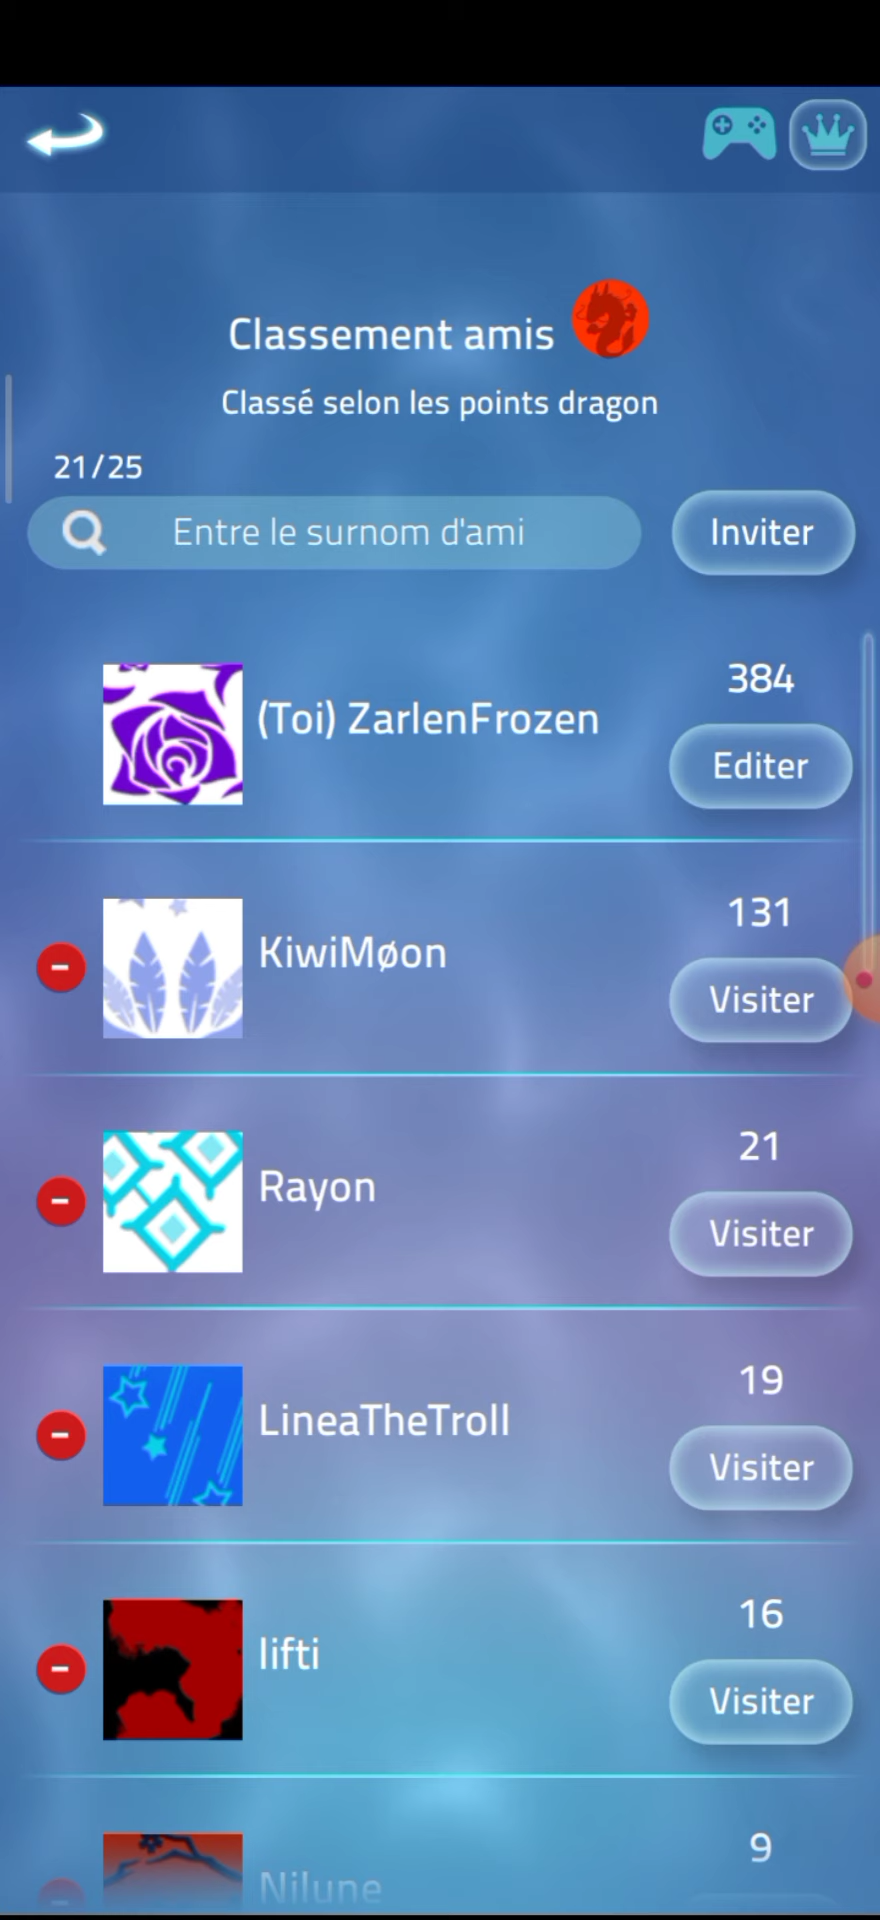 Classement amis
Classé selon les points dragon
21/25
Entre le surnom d'ami
Inviter
384
(Toi) ZarlenFrozen
Editer
131
KiwiMøon
Visiter
21
Rayon
Visiter
19
LineaTheTroll
Visiter
16
lifti
Visiter
9
Nilune